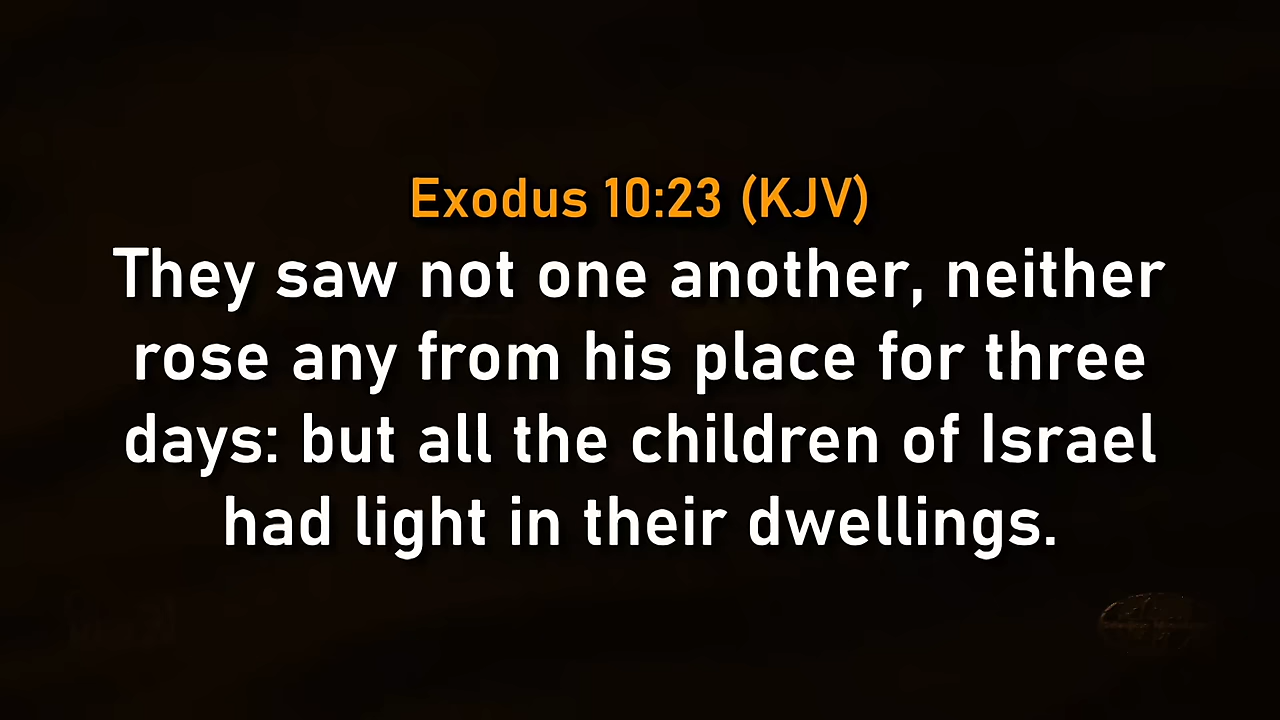 Exodus 10:23 (KJV)
They saw not one another, neither
rose any from his place for three
days: but all the children of Israel
had light in their dwellings.